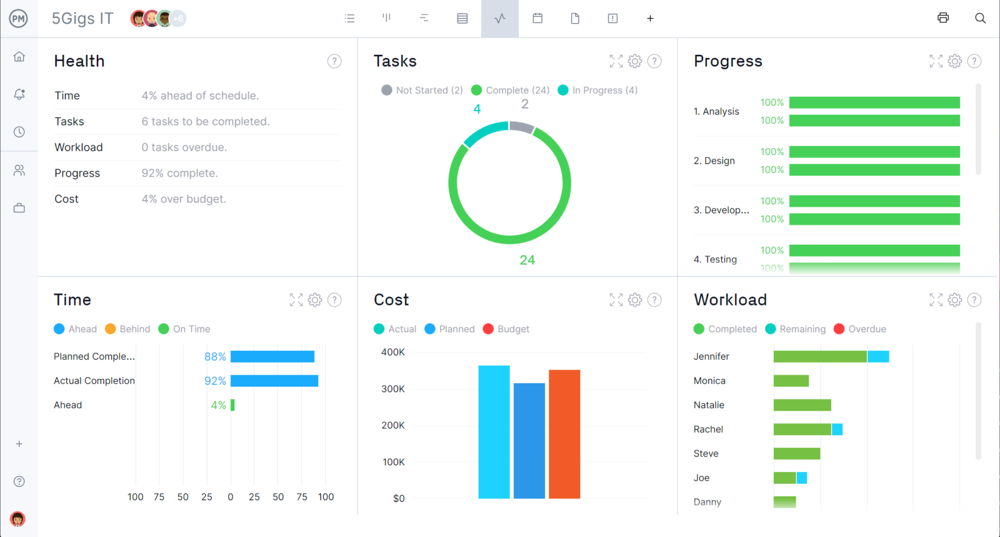 PM 5Gigs IT +6
Health ?
Time 4% ahead of schedule.
Tasks 6 tasks to be completed.
Workload 0 tasks overdue.
Progress 92% complete.
Cost 4% over budget.
Tasks ?
Not Started (2) Complete (24) In Progress (4)
4 2
24
Progress ?
1. Analysis 100%
100%
2. Design 100%
100%
3. Develop... 100%
100%
4. Testing 100%
100%
Time ?
Ahead Behind On Time
Planned Comple... 88%
Actual Completion 92%
Ahead 4%
100 75 50 25 0 25 50 75 100
Cost ?
Actual Planned Budget
400K
300K
200K
100K
$0
Workload ?
Completed Remaining Overdue
Jennifer
Monica
Natalie
Rachel
Steve
Joe
Danny
?